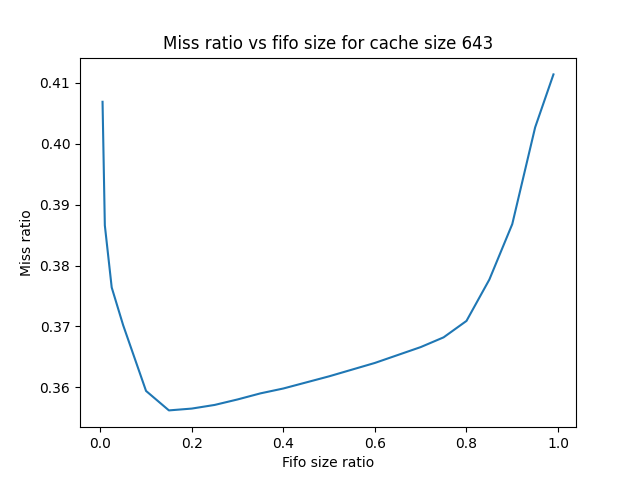 Miss ratio vs fifo size for cache size 643
0.41
0.40
0.39
0.38
0.37
0.36
Miss ratio
0.0 0.2 0.4 0.6 0.8 1.0
Fifo size ratio